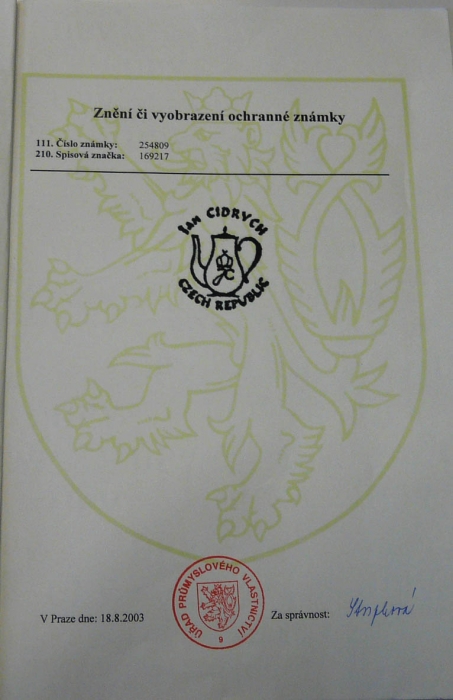 Znění či vyobrazení ochranné známky
111. Číslo známky: 254809
210. Spisová značka: 169217
JAN CIDRYCH
CZECH REPUBLIC
ÚŘAD PRŮMYSLOVÉHO VLASTNICTVÍ
9
V Praze dne: 18.8.2003
Za správnost: